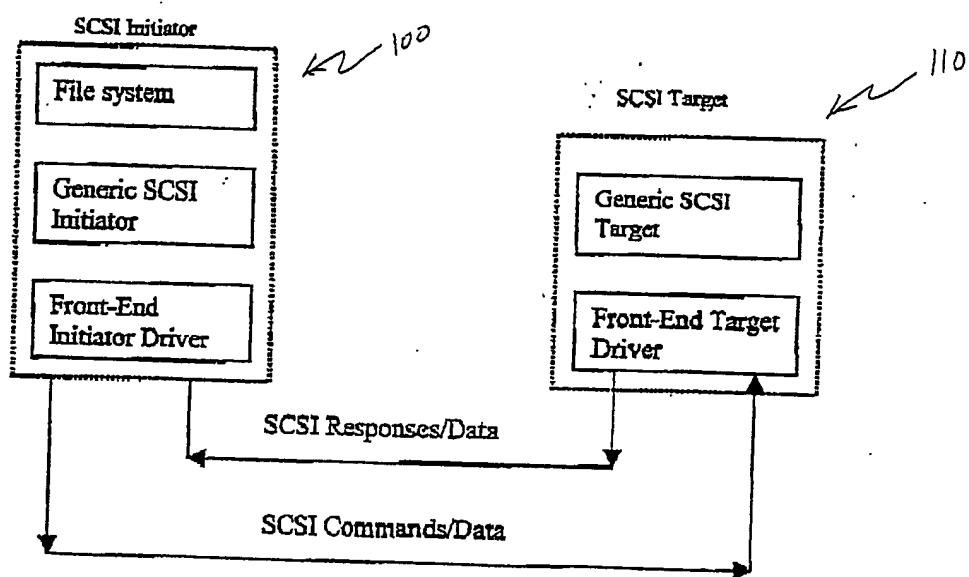 SCSI Initiator
100
File system
Generic SCSI
Initiator
Front-End
Initiator Driver
110
SCSI Target
Generic SCSI
Target
Front-End Target
Driver
SCSI Responses/Data
SCSI Commands/Data